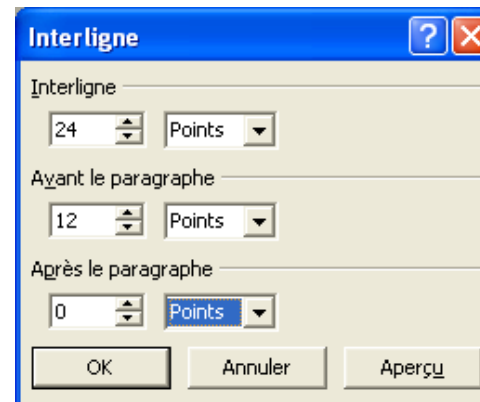 Interligne
Interligne
24 Points
Avant le paragraphe
12 Points
Après le paragraphe
0 Points
OK Annuler Aperçu